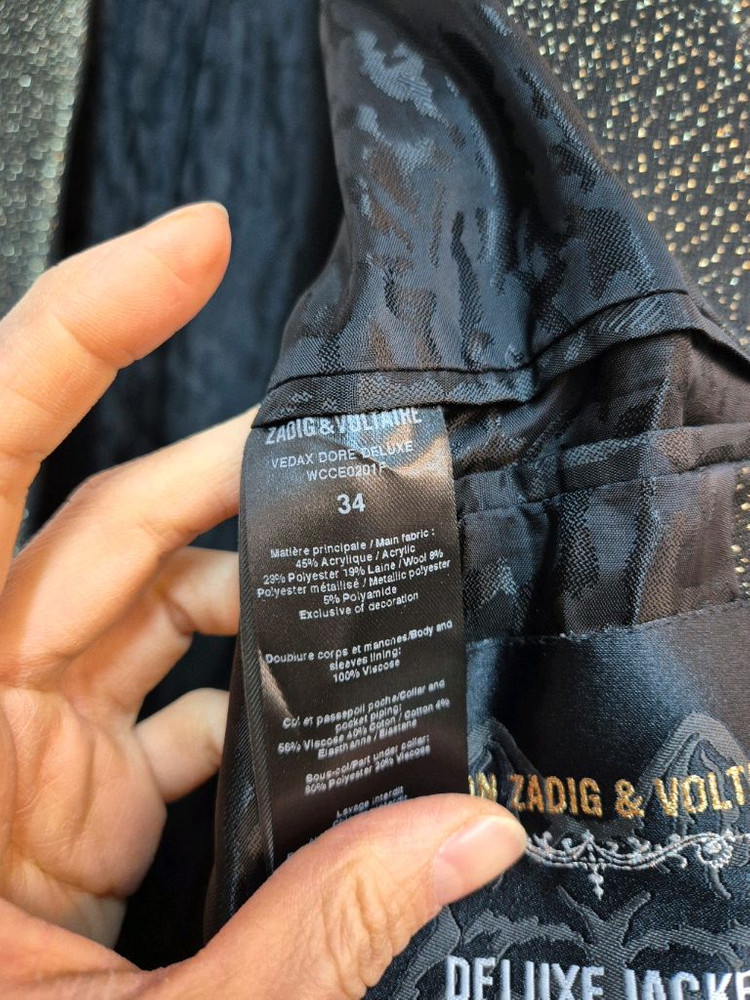 ZADIG &VOLTAIRE
VEDAX DORE DELUXE
WCCE0201F
34
Matière principale / Main fabric :
45% Acrylique / Acrylic
23% Polyester 19% Laine / Wool 8%
Polyester métallisé / Metallic polyester
5% Polyamide
Exclusive of decoration
Doublure corps et manches/Body and
sleeves lining:
100% Viscose
Col et passepoil poche/Collar and
pocket piping:
56% Viscose 40% Coton / Cotton 4%
Elasthanne / Elastane
Sous-col/Part under collar:
80% Polyester 20% Viscose
Lavage interdit
ZADIG & VOLT
DELUXE JACKE